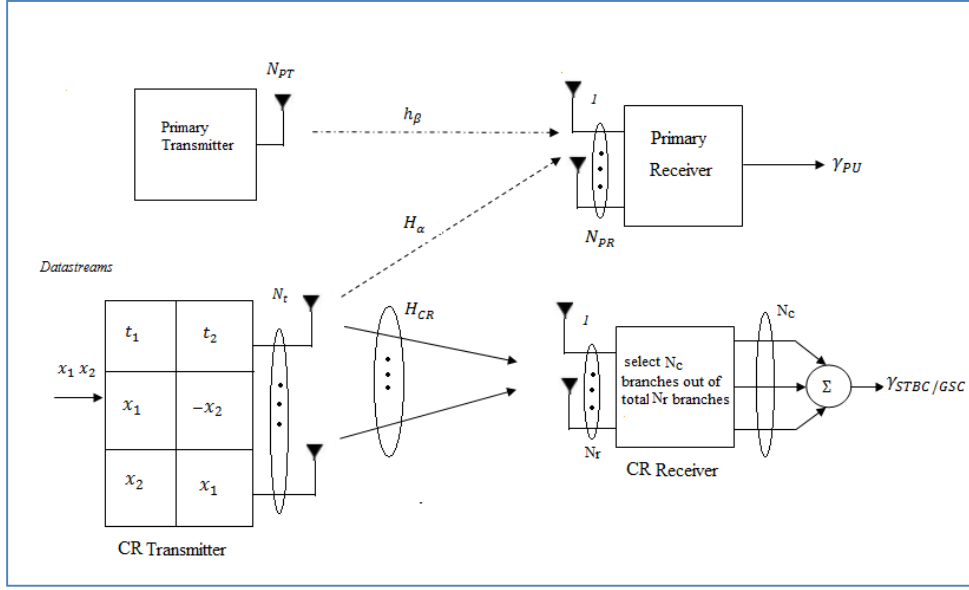 N_PT
Primary
Transmitter
h_β
1
Primary
Receiver
γ_PU
N_PR
H_α
Datastreams
N_t
H_CR
t_1 t_2
x_1 x_2
x_1 -x_2
x_2 x_1
CR Transmitter
1
N_c
select N_c
branches out of
total Nr branches
Σ
γ_STBC/GSC
N_r
CR Receiver